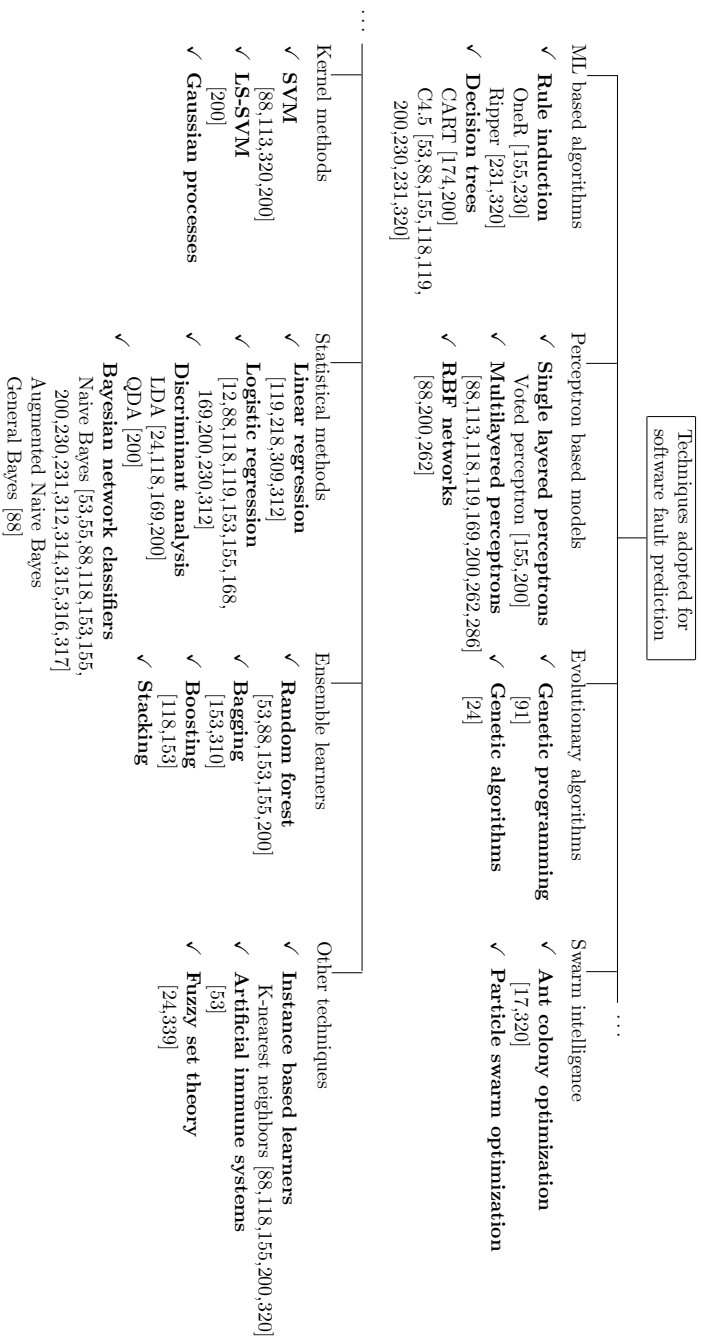 Techniques adopted for
software fault prediction
ML based algorithms
✓ Rule induction
OneR [155,230]
Ripper [231,320]
✓ Decision trees
CART [174,200]
C4.5 [53,88,155,118,119,
200,230,231,320]
Perceptron based models
✓ Single layered perceptrons
Voted perceptron [155,200]
✓ Multilayered perceptrons
[88,113,118,119,169,200,262,286]
✓ RBF networks
[88,200,262]
Evolutionary algorithms
✓ Genetic programming
[91]
✓ Genetic algorithms
[24]
Swarm intelligence
✓ Ant colony optimization
[17,320]
✓ Particle swarm optimization
...
...
Kernel methods
✓ SVM
[88,113,320,200]
✓ LS-SVM
[200]
✓ Gaussian processes
Statistical methods
✓ Linear regression
[119,218,309,312]
✓ Logistic regression
[12,88,118,119,153,155,168,
169,200,230,312]
✓ Discriminant analysis
LDA [24,118,169,200]
QDA [200]
✓ Bayesian network classifiers
Naive Bayes [53,55,88,118,153,155,
200,230,231,312,314,315,316,317]
Augmented Naive Bayes
General Bayes [88]
Ensemble learners
✓ Random forest
[53,88,153,155,200]
✓ Bagging
[153,310]
✓ Boosting
[118,153]
✓ Stacking
Other techniques
✓ Instance based learners
K-nearest neighbors [88,118,155,200,320]
✓ Artificial immune systems
[53]
✓ Fuzzy set theory
[24,339]